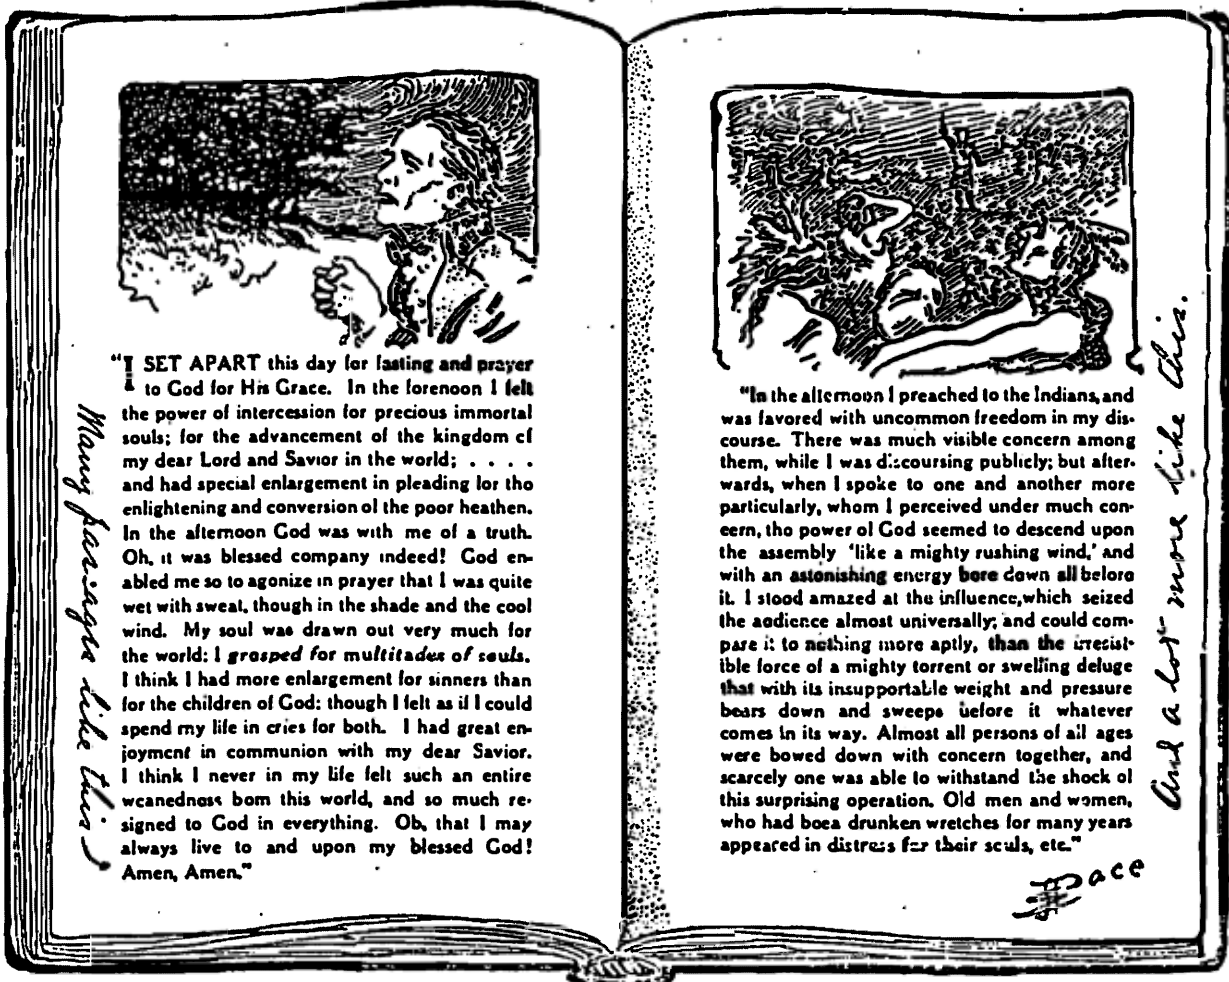 "I SET APART this day for fasting and prayer
to God for His Grace. In the forenoon I felt
the power of intercession for precious immortal
souls; for the advancement of the kingdom of
my dear Lord and Savior in the world; . . . .
and had special enlargement in pleading for the
enlightening and conversion of the poor heathen.
In the afternoon God was with me of a truth.
Oh, it was blessed company indeed! God en-
abled me so to agonize in prayer that I was quite
wet with sweat, though in the shade and the cool
wind. My soul was drawn out very much for
the world; I grasped for multitudes of souls.
I think I had more enlargement for sinners than
for the children of God; though I felt as if I could
spend my life in cries for both. I had great en-
joyment in communion with my dear Savior.
I think I never in my life felt such an entire
weanedness bom this world, and so much re-
signed to God in everything. Oh, that I may
always live to and upon my blessed God!
Amen, Amen."
Many passages like this
"In the afternoon I preached to the Indians, and
was favored with uncommon freedom in my dis-
course. There was much visible concern among
them, while I was discoursing publicly; but after-
wards, when I spoke to one and another more
particularly, whom I perceived under much con-
cern, the power of God seemed to descend upon
the assembly 'like a mighty rushing wind,' and
with an astonishing energy bore down all before
it. I stood amazed at the influence, which seized
the audience almost universally; and could com-
pare it to nothing more aptly, than the irresist-
ible force of a mighty torrent or swelling deluge
that with its insupportable weight and pressure
bears down and sweeps before it whatever
comes in its way. Almost all persons of all ages
were bowed down with concern together, and
scarcely one was able to withstand the shock of
this surprising operation. Old men and women,
who had been drunken wretches for many years
appeared in distress for their souls, etc."
And a lot more like this.
Pace